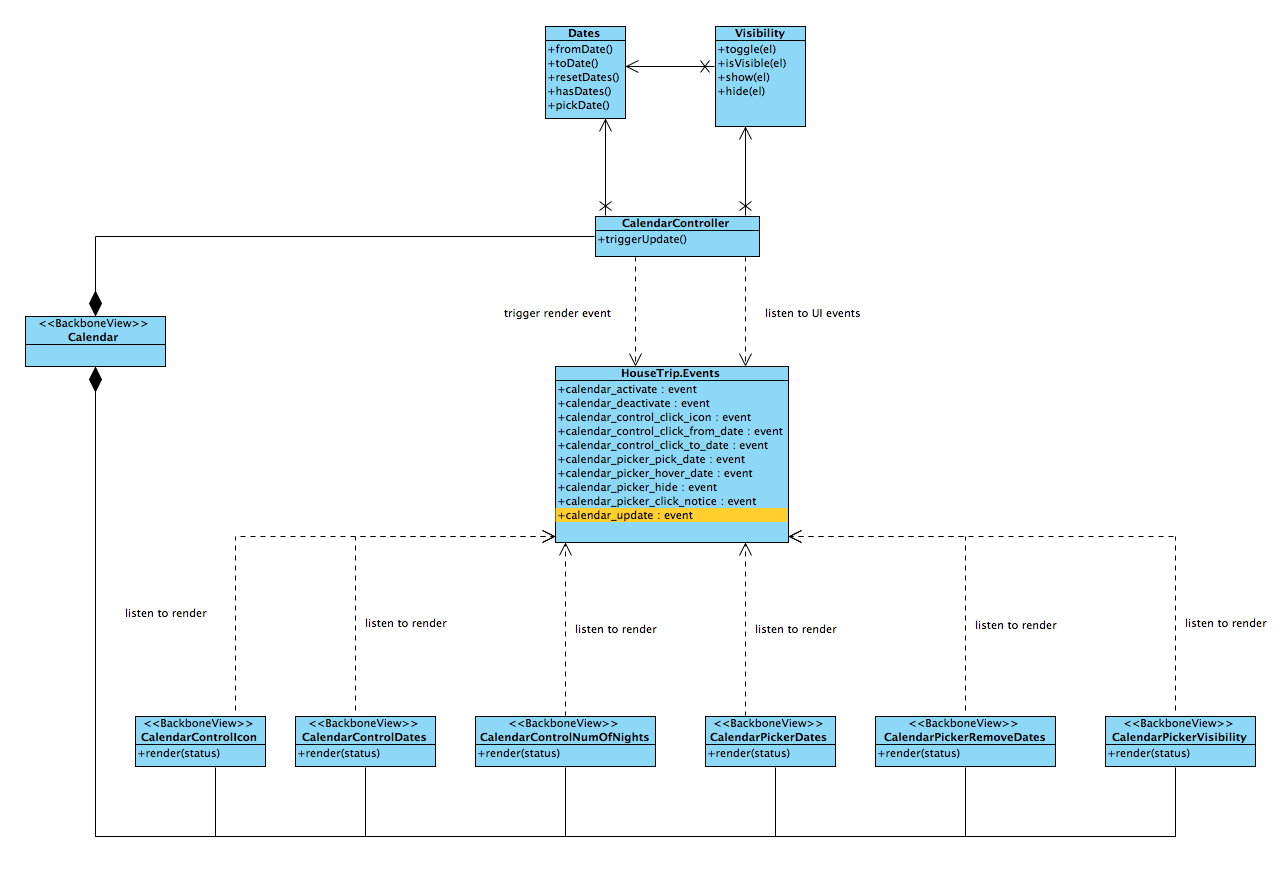 Dates
+fromDate()
+toDate()
+resetDates()
+hasDates()
+pickDate()
Visibility
+toggle(el)
+isVisible(el)
+show(el)
+hide(el)
CalendarController
+triggerUpdate()
<<BackboneView>>
Calendar
trigger render event
listen to UI events
HouseTrip.Events
+calendar_activate : event
+calendar_deactivate : event
+calendar_control_click_icon : event
+calendar_control_click_from_date : event
+calendar_control_click_to_date : event
+calendar_picker_pick_date : event
+calendar_picker_hover_date : event
+calendar_picker_hide : event
+calendar_picker_click_notice : event
+calendar_update : event
listen to render
listen to render
listen to render
listen to render
listen to render
listen to render
<<BackboneView>>
CalendarControlIcon
+render(status)
<<BackboneView>>
CalendarControlDates
+render(status)
<<BackboneView>>
CalendarControlNumOfNights
+render(status)
<<BackboneView>>
CalendarPickerDates
+render(status)
<<BackboneView>>
CalendarPickerRemoveDates
+render(status)
<<BackboneView>>
CalendarPickerVisibility
+render(status)